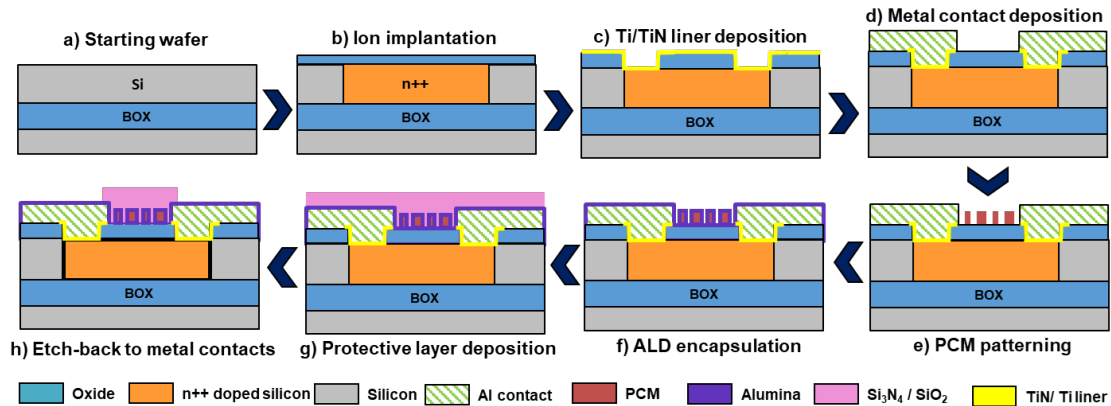 a) Starting wafer
Si
BOX
b) Ion implantation
n++
BOX
c) Ti/TiN liner deposition
BOX
d) Metal contact deposition
BOX
BOX
h) Etch-back to metal contacts
BOX
g) Protective layer deposition
BOX
f) ALD encapsulation
BOX
e) PCM patterning
Oxide
n++ doped silicon
Silicon
Al contact
PCM
Alumina
Si₃N₄ / SiO₂
TiN/ Ti liner